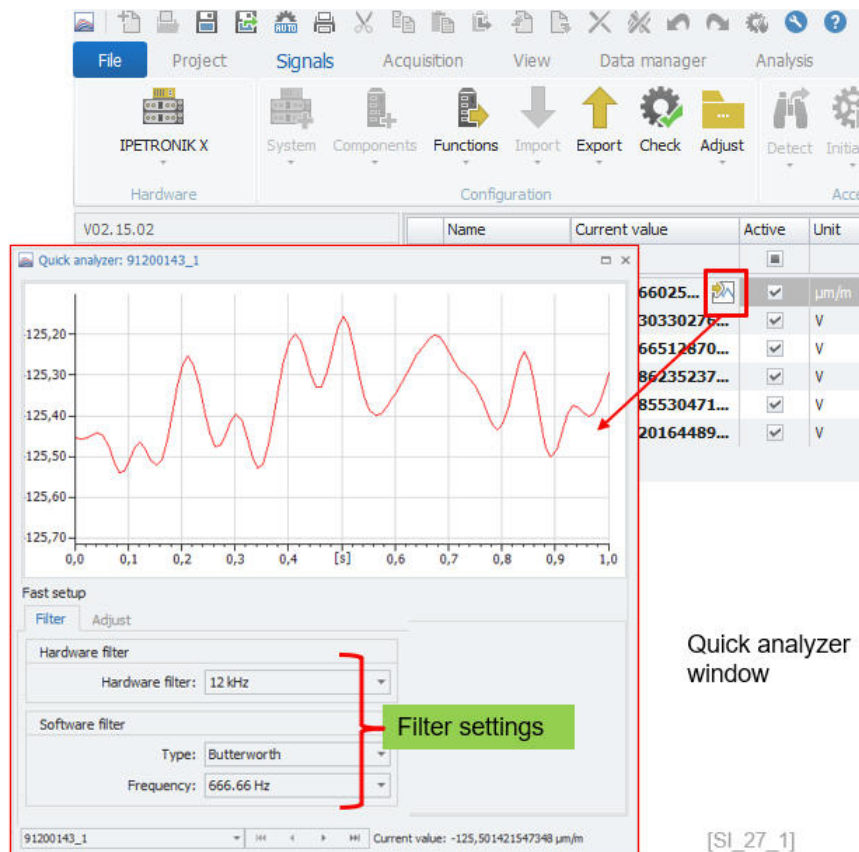 AUTO
File Project Signals Acquisition View Data manager Analysis
IPETRONIK X System Components Functions Import Export Check Adjust Detect
Hardware Configuration
V02.15.02 Name Current value Active Unit
Quick analyzer: 91200143_1
66025... µm/m
30330276... V
66512870... V
86235237... V
85530471... V
20164489... V
-125,20
-125,30
-125,40
-125,50
-125,60
-125,70
0,0 0,1 0,2 0,3 0,4 [s] 0,6 0,7 0,8 0,9 1,0
Fast setup
Filter Adjust
Hardware filter
Hardware filter: 12 kHz
Software filter
Type: Butterworth
Frequency: 666.66 Hz
Filter settings
Quick analyzer
window
91200143_1 Current value: -125,501421547348 µm/m
[SI_27_1]